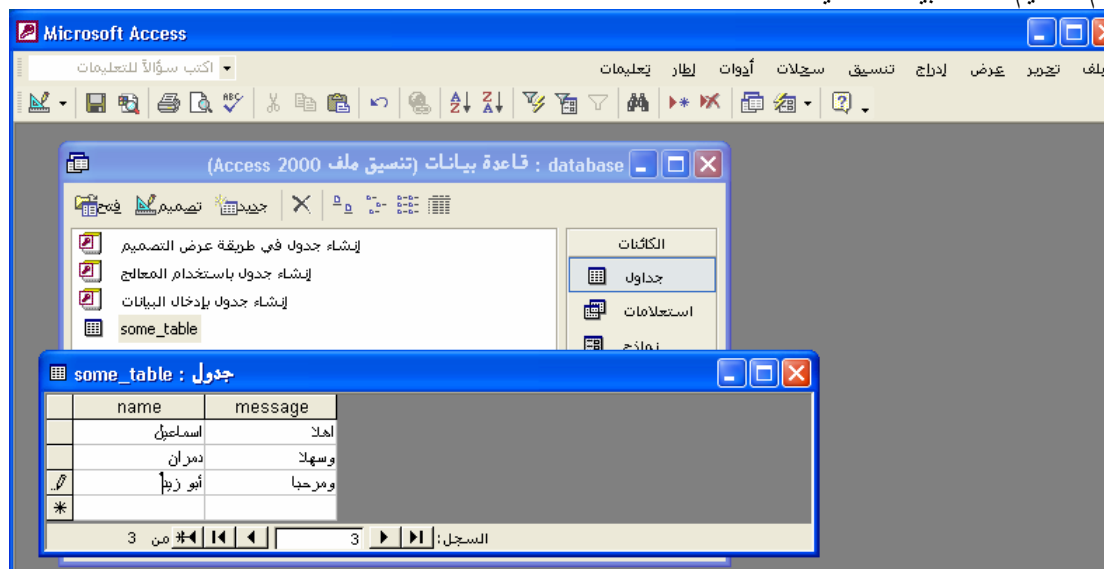 Microsoft Access
ملف تحرير عرض إدراج تنسيق سجلات أدوات إطار تعليمات اكتب سؤالاً للتعليمات
database : قاعدة بيانات (تنسيق ملف Access 2000)
فتح تصميم جديد
الكائنات
جداول
استعلامات
نماذج
إنشاء جدول في طريقة عرض التصميم
إنشاء جدول باستخدام المعالج
إنشاء جدول بإدخال البيانات
some_table
some_table : جدول
name message
اسماعيل اهلا
دمران وسهلا
أبو زيد ومرحبا
السجل: 3 من 3